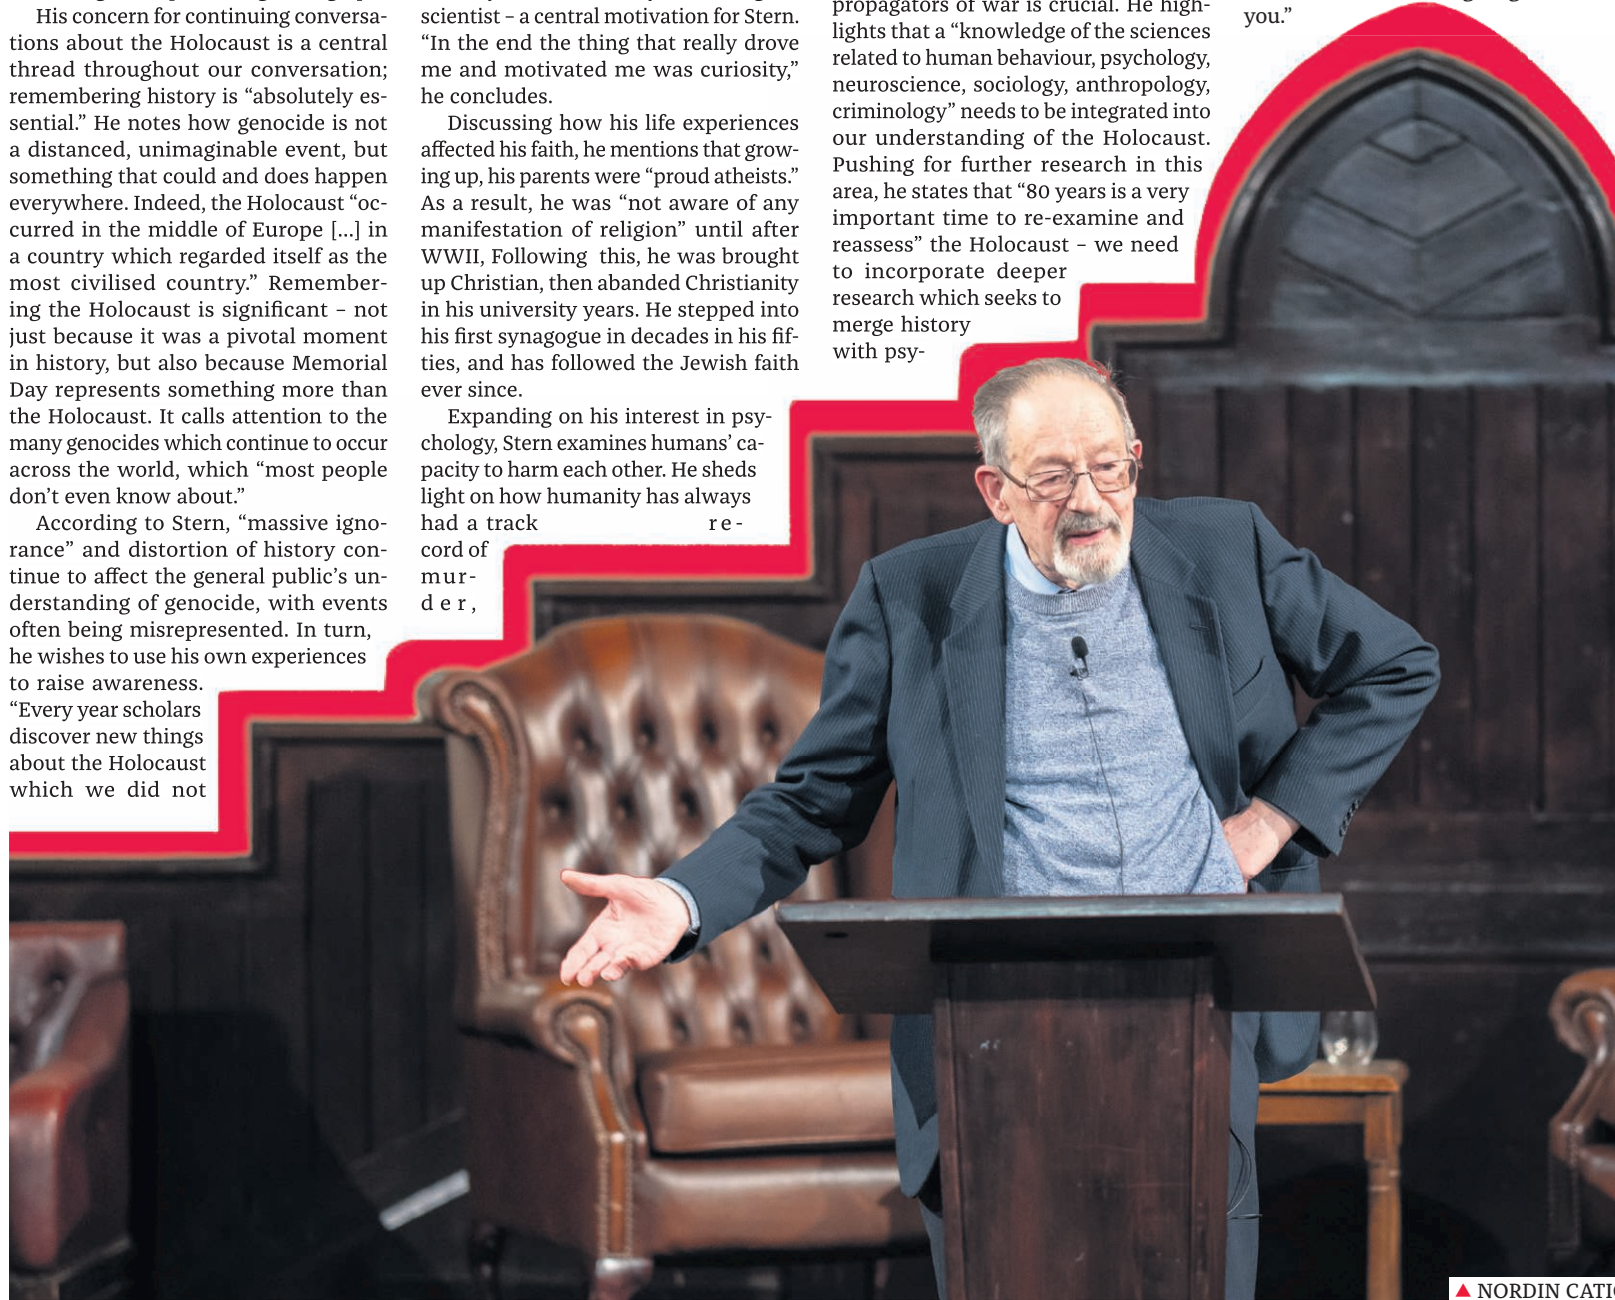 His concern for continuing conversa-
tions about the Holocaust is a central
thread throughout our conversation;
remembering history is “absolutely es-
sential.” He notes how genocide is not
a distanced, unimaginable event, but
something that could and does happen
everywhere. Indeed, the Holocaust “oc-
curred in the middle of Europe [...] in
a country which regarded itself as the
most civilised country.” Remember-
ing the Holocaust is significant – not
just because it was a pivotal moment
in history, but also because Memorial
Day represents something more than
the Holocaust. It calls attention to the
many genocides which continue to occur
across the world, which “most people
don’t even know about.”
According to Stern, “massive igno-
rance” and distortion of history con-
tinue to affect the general public’s un-
derstanding of genocide, with events
often being misrepresented. In turn,
he wishes to use his own experiences
to raise awareness.
“Every year scholars
discover new things
about the Holocaust
which we did not
scientist – a central motivation for Stern.
“In the end the thing that really drove
me and motivated me was curiosity,”
he concludes.
Discussing how his life experiences
affected his faith, he mentions that grow-
ing up, his parents were “proud atheists.”
As a result, he was “not aware of any
manifestation of religion” until after
WWII, Following this, he was brought
up Christian, then abanded Christianity
in his university years. He stepped into
his first synagogue in decades in his fif-
ties, and has followed the Jewish faith
ever since.
Expanding on his interest in psy-
chology, Stern examines humans’ ca-
pacity to harm each other. He sheds
light on how humanity has always
had a track re-
cord of
mur-
der,
propagators of war is crucial. He high-
lights that a “knowledge of the sciences
related to human behaviour, psychology,
neuroscience, sociology, anthropology,
criminology” needs to be integrated into
our understanding of the Holocaust.
Pushing for further research in this
area, he states that “80 years is a very
important time to re-examine and
reassess” the Holocaust – we need
to incorporate deeper
research which seeks to
merge history
with psy-
you.”
▲ NORDIN